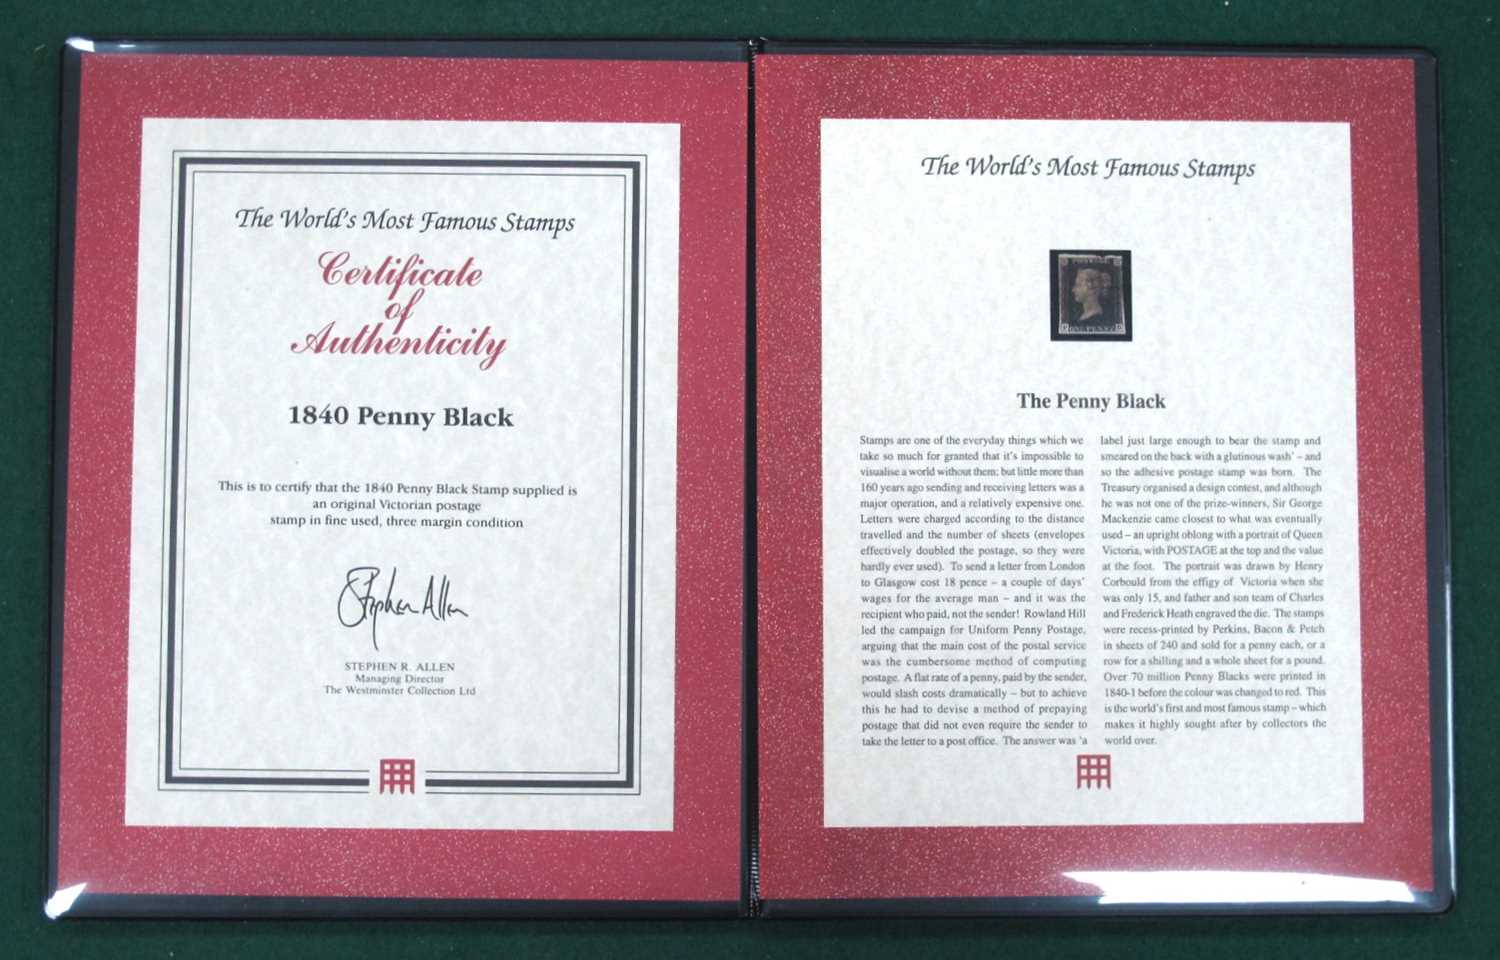 The World's Most Famous Stamps
Certificate
of
Authenticity
1840 Penny Black
This is to certify that the 1840 Penny Black Stamp supplied is
an original Victorian postage
stamp in fine used, three margin condition
Stephen Allen
STEPHEN R. ALLEN
Managing Director
The Westminster Collection Ltd
The World's Most Famous Stamps
POSTAGE
ONE PENNY
The Penny Black
Stamps are one of the everyday things which we
take so much for granted that it's impossible to
visualise a world without them; but little more than
160 years ago sending and receiving letters was a
major operation, and a relatively expensive one.
Letters were charged according to the distance
travelled and the number of sheets (envelopes
effectively doubled the postage, so they were
hardly ever used). To send a letter from London
to Glasgow cost 18 pence – a couple of days'
wages for the average man – and it was the
recipient who paid, not the sender! Rowland Hill
led the campaign for Uniform Penny Postage,
arguing that the main cost of the postal service
was the cumbersome method of computing
postage. A flat rate of a penny, paid by the sender,
would slash costs dramatically – but to achieve
this he had to devise a method of prepaying
postage that did not even require the sender to
take the letter to a post office. The answer was 'a
label just large enough to bear the stamp and
smeared on the back with a glutinous wash' – and
so the adhesive postage stamp was born. The
Treasury organised a design contest, and although
he was not one of the prize-winners, Sir George
Mackenzie came closest to what was eventually
used – an upright oblong with a portrait of Queen
Victoria, with POSTAGE at the top and the value
at the foot. The portrait was drawn by Henry
Corbould from the effigy of Victoria when she
was only 15, and father and son team of Charles
and Frederick Heath engraved the die. The stamps
were recess-printed by Perkins, Bacon & Petch
in sheets of 240 and sold for a penny each, or a
row for a shilling and a whole sheet for a pound.
Over 70 million Penny Blacks were printed in
1840-1 before the colour was changed to red. This
is the world's first and most famous stamp – which
makes it highly sought after by collectors the
world over.